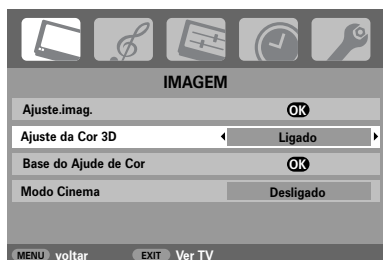 IMAGEM
Ajuste.imag. OK
Ajuste da Cor 3D Ligado
Base do Ajude de Cor OK
Modo Cinema Desligado
MENU voltar EXIT Ver TV